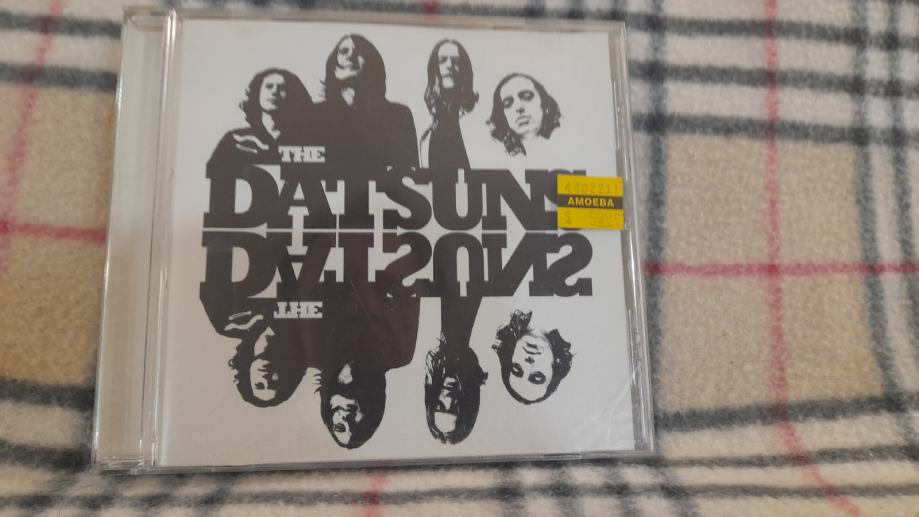 THE
DATSUNS
4402211
AMOEBA
DATSUNS
THE